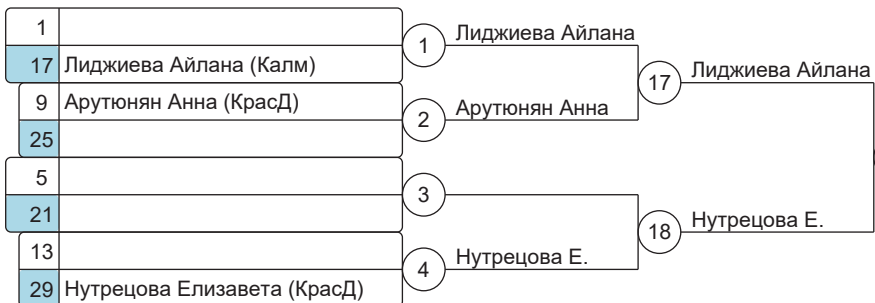 1
17 Лиджиева Айлана (Калм)
1
Лиджиева Айлана
9 Арутюнян Анна (КрасД)
25
2
Арутюнян Анна
17
Лиджиева Айлана
5
21
3
13
29 Нутрецова Елизавета (КрасД)
4
Нутрецова Е.
18
Нутрецова Е.